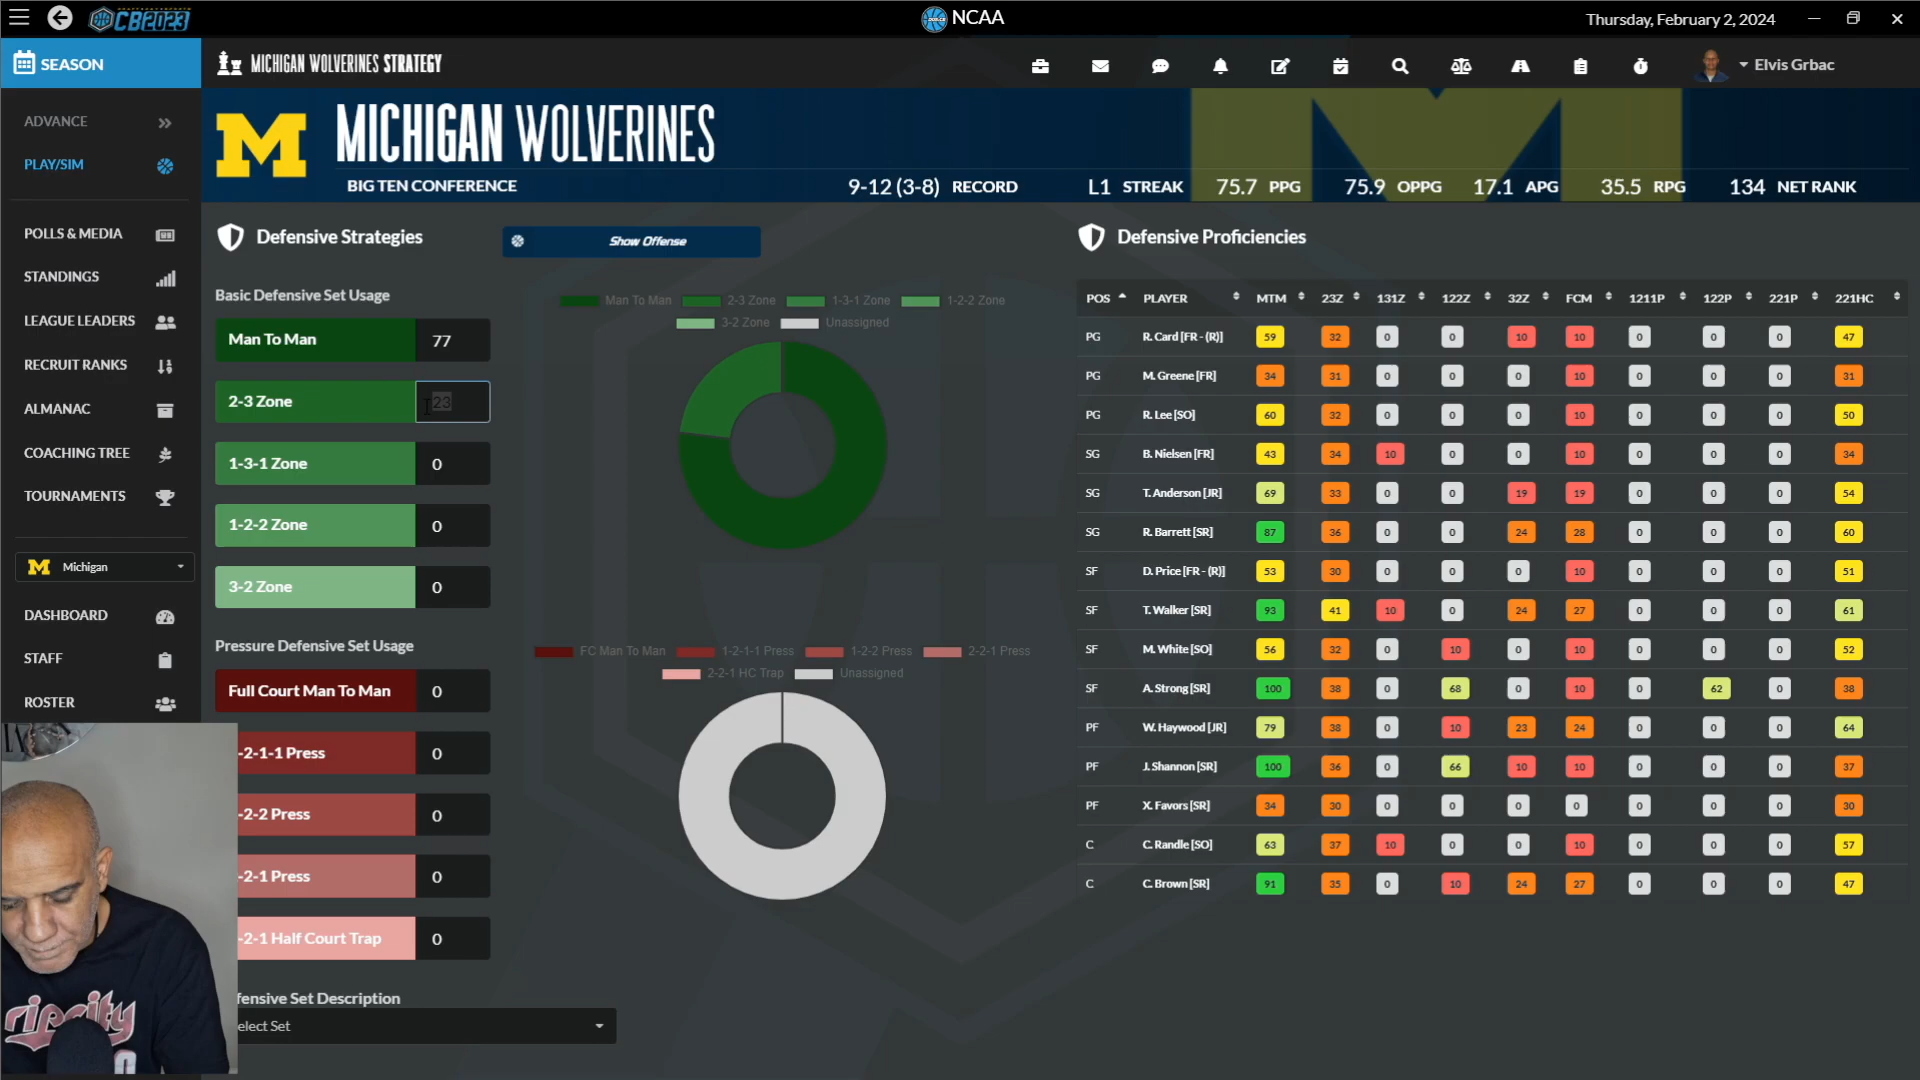 CB2023
NCAA
Thursday, February 2, 2024
SEASON
MICHIGAN WOLVERINES STRATEGY
Elvis Grbac
ADVANCE
PLAY/SIM
POLLS & MEDIA
STANDINGS
LEAGUE LEADERS
RECRUIT RANKS
ALMANAC
COACHING TREE
TOURNAMENTS
Michigan
DASHBOARD
STAFF
ROSTER
M MICHIGAN WOLVERINES
BIG TEN CONFERENCE
9-12 (3-8) RECORD L1 STREAK 75.7 PPG 75.9 OPPG 17.1 APG 35.5 RPG 134 NET RANK
Defensive Strategies
Show Offense
Basic Defensive Set Usage
Man To Man 77
2-3 Zone 23
1-3-1 Zone 0
1-2-2 Zone 0
3-2 Zone 0
Pressure Defensive Set Usage
Full Court Man To Man 0
-2-1-1 Press 0
-2-2 Press 0
-2-1 Press 0
-2-1 Half Court Trap 0
fensive Set Description
elect Set
Man To Man 2-3 Zone 1-3-1 Zone 1-2-2 Zone
3-2 Zone Unassigned
FC Man To Man 1-2-1-1 Press 1-2-2 Press 2-2-1 Press
2-2-1 HC Trap Unassigned
Defensive Proficiencies
POS PLAYER MTM 23Z 131Z 122Z 32Z FCM 1211P 122P 221P 221HC
PG R. Card [FR - (R)] 59 32 0 0 10 10 0 0 0 47
PG M. Greene [FR] 34 31 0 0 0 10 0 0 0 31
PG R. Lee [SO] 60 32 0 0 0 10 0 0 0 50
SG B. Nielsen [FR] 43 34 10 0 0 10 0 0 0 34
SG T. Anderson [JR] 69 33 0 0 19 19 0 0 0 54
SG R. Barrett [SR] 87 36 0 0 24 28 0 0 0 60
SF D. Price [FR - (R)] 53 30 0 0 0 10 0 0 0 51
SF T. Walker [SR] 93 41 10 0 24 27 0 0 0 61
SF M. White [SO] 56 32 0 10 0 10 0 0 0 52
SF A. Strong [SR] 100 38 0 68 0 10 0 62 0 38
PF W. Haywood [JR] 79 38 0 10 23 24 0 0 0 64
PF J. Shannon [SR] 100 36 0 66 10 10 0 0 0 37
PF X. Favors [SR] 34 30 0 0 0 0 0 0 0 30
C C. Randle [SO] 63 37 10 0 0 10 0 0 0 57
C C. Brown [SR] 91 35 0 10 24 27 0 0 0 47
ripcity